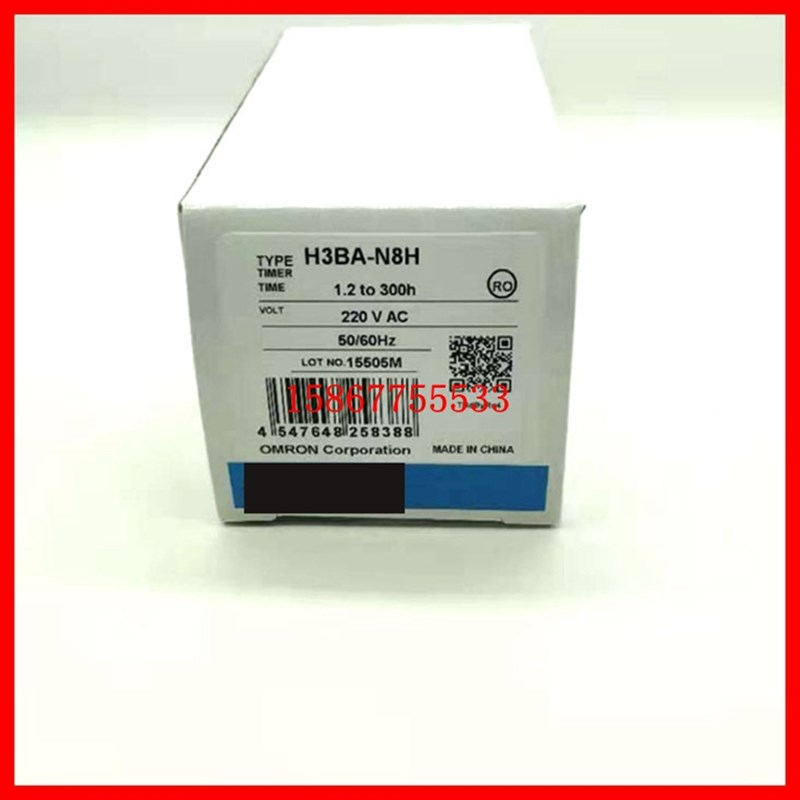 TYPE H3BA-N8H
TIMER
TIME 1.2 to 300h
RO
VOLT 220 V AC
50/60Hz
LOT NO.15505M
15867755533
4 547648 258388
OMRON Corporation MADE IN CHINA